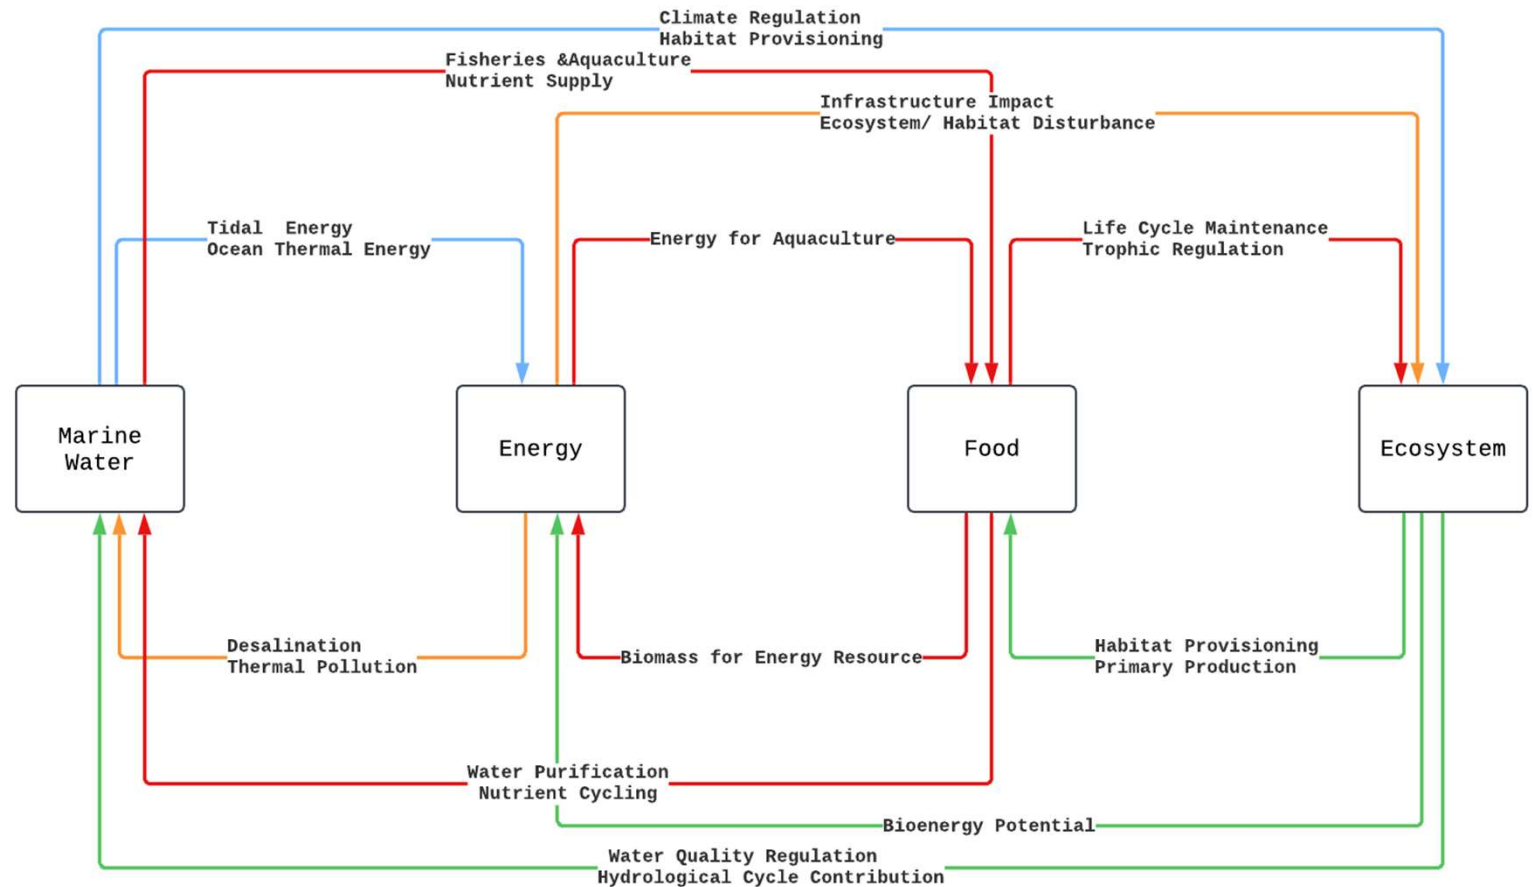 Climate Regulation
Habitat Provisioning
Fisheries &Aquaculture
Nutrient Supply
Infrastructure Impact
Ecosystem/ Habitat Disturbance
Tidal  Energy
Ocean Thermal Energy
Energy for Aquaculture
Life Cycle Maintenance
Trophic Regulation
Marine
Water
Energy
Food
Ecosystem
Desalination
Thermal Pollution
Biomass for Energy Resource
Habitat Provisioning
Primary Production
Water Purification
Nutrient Cycling
Bioenergy Potential
Water Quality Regulation
Hydrological Cycle Contribution